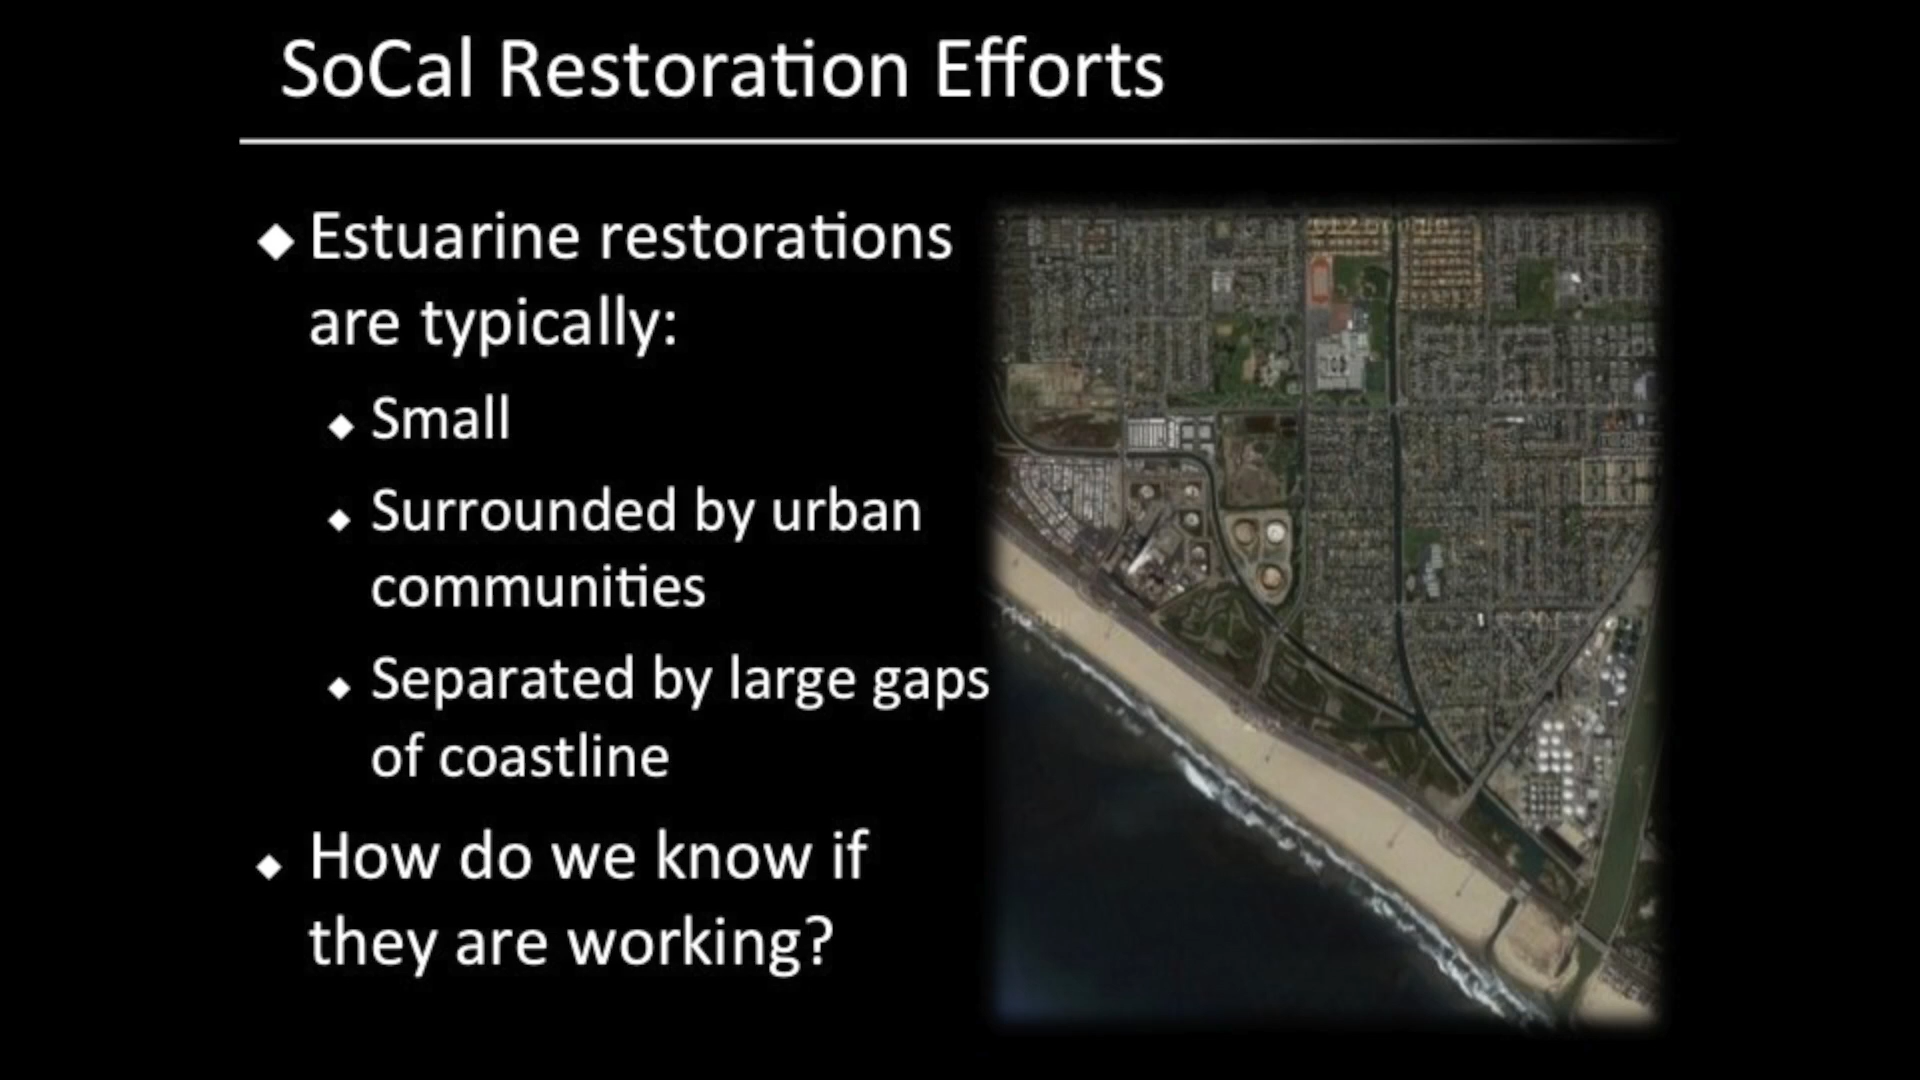 SoCal Restoration Efforts
Estuarine restorations
are typically:
Small
Surrounded by urban
communities
Separated by large gaps
of coastline
How do we know if
they are working?